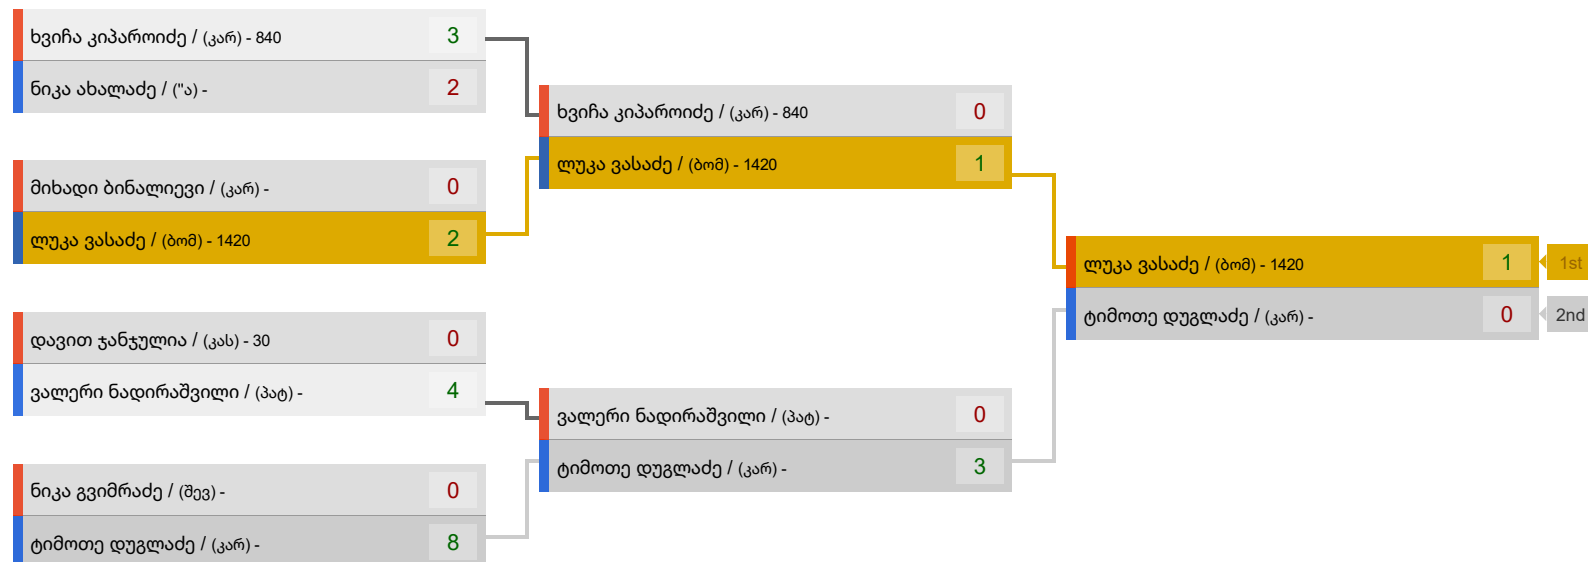 ხვიჩა კიპაროიძე / (კარ) - 840 3
ნიკა ახალაძე / ("ა) - 2
მიხადი ბინალიევი / (კარ) - 0
ლუკა ვასაძე / (ბომ) - 1420 2
დავით ჯანჯულია / (კას) - 30 0
ვალერი ნადირაშვილი / (პატ) - 4
ნიკა გვიმრაძე / (შევ) - 0
ტიმოთე დუგლაძე / (კარ) - 8
ხვიჩა კიპაროიძე / (კარ) - 840 0
ლუკა ვასაძე / (ბომ) - 1420 1
ვალერი ნადირაშვილი / (პატ) - 0
ტიმოთე დუგლაძე / (კარ) - 3
ლუკა ვასაძე / (ბომ) - 1420 1 1st
ტიმოთე დუგლაძე / (კარ) - 0 2nd